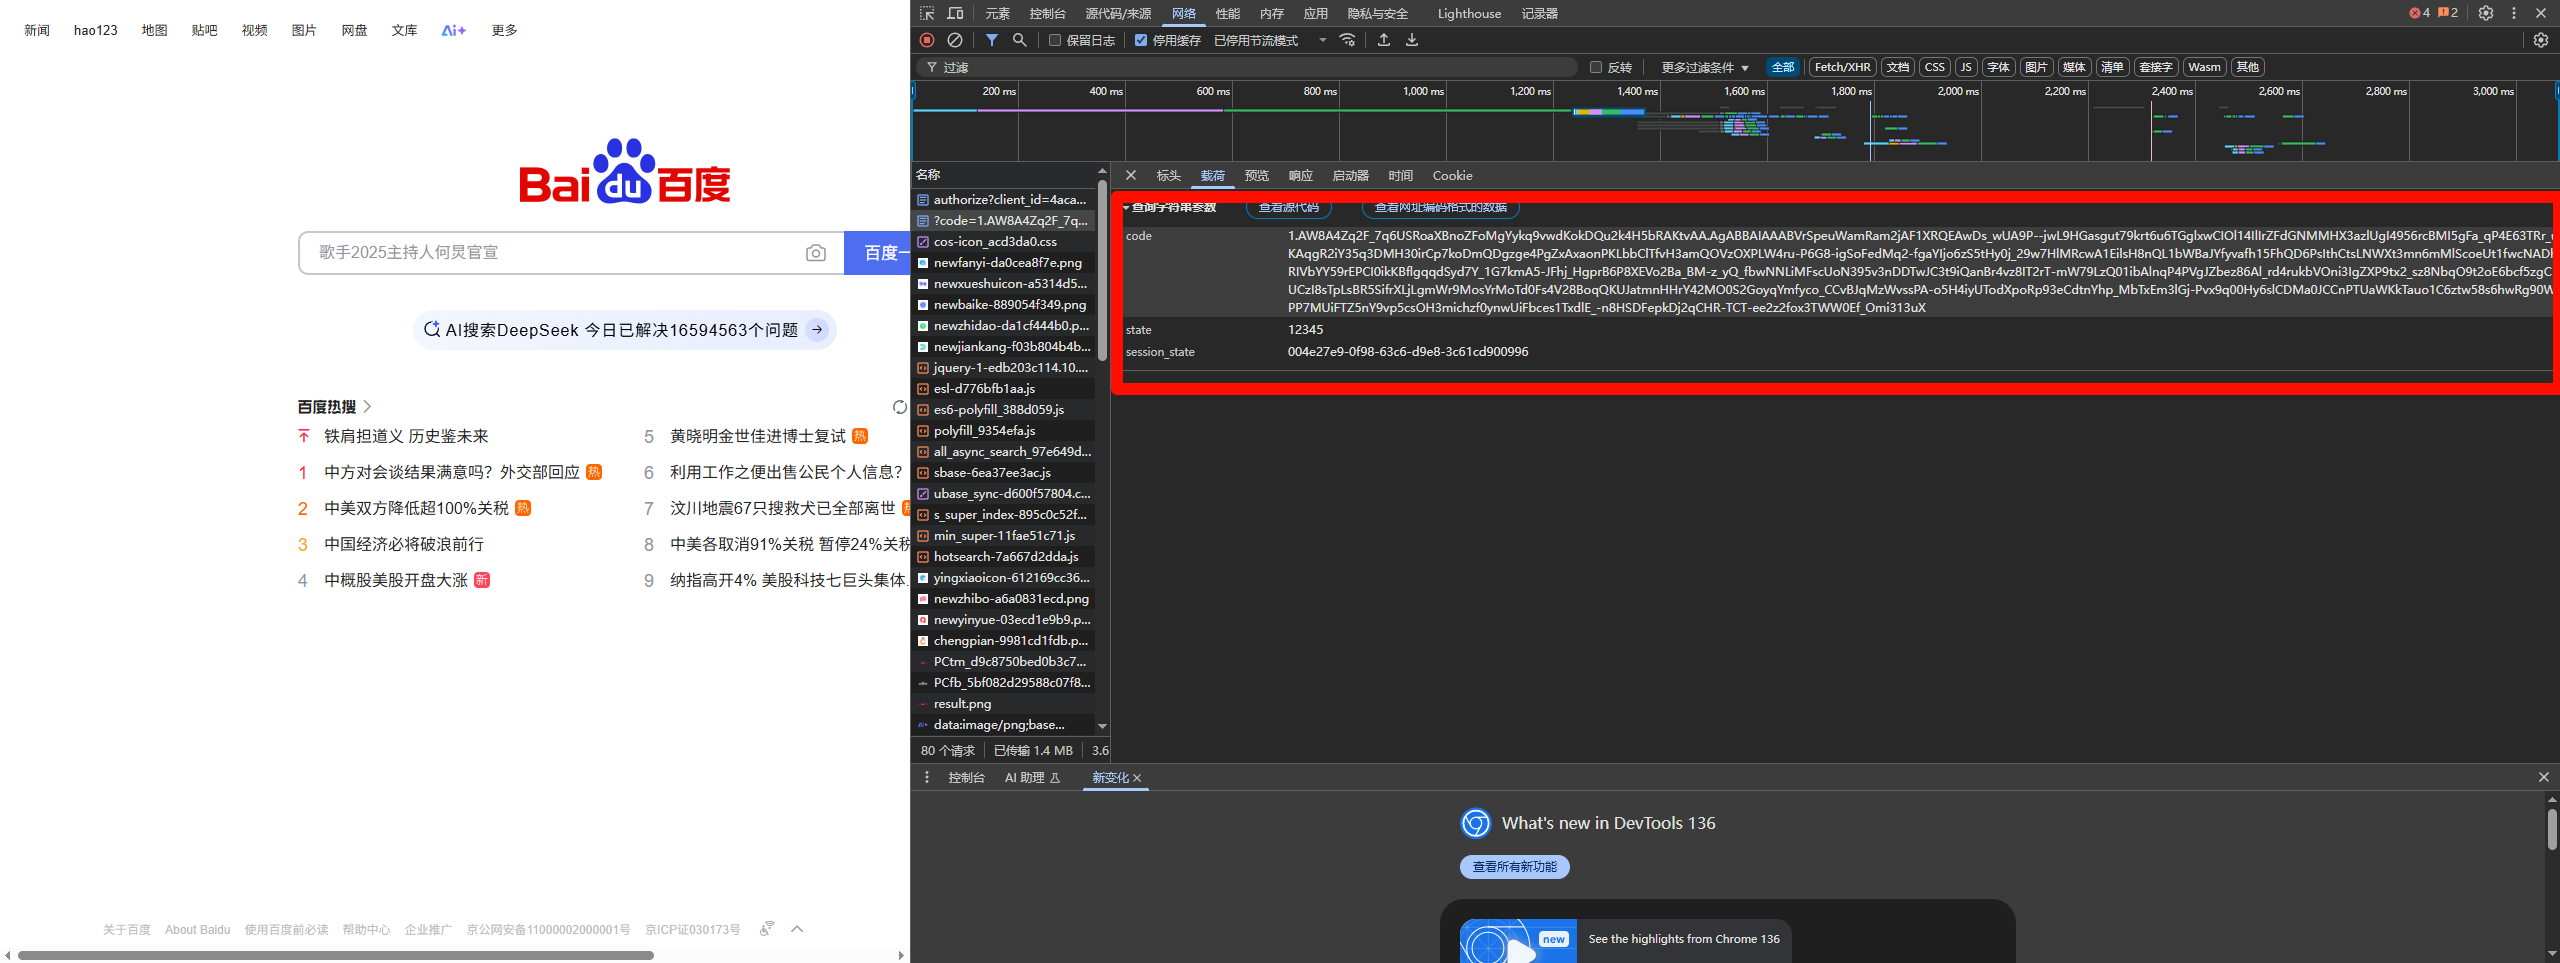 新闻 hao123 地图 贴吧 视频 图片 网盘 文库 Ai+ 更多
Bai du 百度
歌手2025主持人何炅官宣 百度一
AI搜索DeepSeek 今日已解决16594563个问题
百度热搜
铁肩担道义 历史鉴未来
1 中方对会谈结果满意吗？外交部回应 热
2 中美双方降低超100%关税 热
3 中国经济必将破浪前行
4 中概股美股开盘大涨 新
5 黄晓明金世佳进博士复试 热
6 利用工作之便出售公民个人信息？
7 汶川地震67只搜救犬已全部离世 热
8 中美各取消91%关税 暂停24%关税
9 纳指高开4% 美股科技七巨头集体...
关于百度 About Baidu 使用百度前必读 帮助中心 企业推广 京公网安备11000002000001号 京ICP证030173号
元素 控制台 源代码/来源 网络 性能 内存 应用 隐私与安全 Lighthouse 记录器 4 2
保留日志 停用缓存 已停用节流模式
过滤 反转 更多过滤条件 全部 Fetch/XHR 文档 CSS JS 字体 图片 媒体 清单 套接字 Wasm 其他
200 ms 400 ms 600 ms 800 ms 1,000 ms 1,200 ms 1,400 ms 1,600 ms 1,800 ms 2,000 ms 2,200 ms 2,400 ms 2,600 ms 2,800 ms 3,000 ms
名称
authorize?client_id=4aca...
?code=1.AW8A4Zq2F_7q...
cos-icon_acd3da0.css
newfanyi-da0cea8f7e.png
newxueshuicon-a5314d5...
newbaike-889054f349.png
newzhidao-da1cf444b0.p...
newjiankang-f03b804b4b...
jquery-1-edb203c114.10....
esl-d776bfb1aa.js
es6-polyfill_388d059.js
polyfill_9354efa.js
all_async_search_97e649d...
sbase-6ea37ee3ac.js
ubase_sync-d600f57804.c...
s_super_index-895c0c52f...
min_super-11fae51c71.js
hotsearch-7a667d2dda.js
yingxiaoicon-612169cc36...
newzhibo-a6a0831ecd.png
newyinyue-03ecd1e9b9.p...
chengpian-9981cd1fdb.p...
PCtm_d9c8750bed0b3c7...
PCfb_5bf082d29588c07f8...
result.png
data:image/png;base...
80 个请求 已传输 1.4 MB 3.6
标头 载荷 预览 响应 启动器 时间 Cookie
查询字符串参数 查看源代码 查看网址编码格式的数据
code
1.AW8A4Zq2F_7q6USRoaXBnoZFoMgYykq9vwdKokDQu2k4H5bRAKtvAA.AgABBAIAAABVrSpeuWamRam2jAF1XRQEAwDs_wUA9P--jwL9HGasgut79krt6u6TGglxwCIOl14IlIrZFdGNMMHX3azlUgI4956rcBMI5gFa_qP4E63TRr_
KAqgR2iY35q3DMH30irCp7koDmQDgzge4PgZxAxaonPKLbbClTfvH3amQOVzOXPLW4ru-P6G8-igSoFedMq2-fgaYIjo6zS5tHy0j_29w7HlMRcwA1EilsH8nQL1bWBaJYfyvafh15FhQD6PsIthCtsLNWXt3mn6mMlScoeUt1fwcNADl
RIVbYY59rEPCI0ikKBflgqqdSyd7Y_1G7kmA5-JFhj_HgprB6P8XEVo2Ba_BM-z_yQ_fbwNNLiMFscUoN395v3nDDTwJC3t9iQanBr4vz8IT2rT-mW79LzQ01ibAlnqP4PVgJZbez86Al_rd4rukbVOni3IgZXP9tx2_sz8NbqO9t2oE6bcf5zgC
UCzI8sTpLsBR5SifrXLjLgmWr9MosYrMoTd0Fs4V28BoqQKUJatmnHHrY42MO0S2GoyqYmfyco_CCvBJqMzWvssPA-o5H4iyUTodXpoRp93eCdtnYhp_MbTxEm3lGj-Pvx9q00Hy6slCDMa0JCCnPTUaWKkTauo1C6ztw58s6hwRg90W
PP7MUiFTZ5nY9vp5csOH3michzf0ynwUiFbces1TxdlE_-n8HSDFepkDj2qCHR-TCT-ee2z2fox3TWW0Ef_Omi313uX
state 12345
session_state 004e27e9-0f98-63c6-d9e8-3c61cd900996
控制台 AI 助理 新变化
What's new in DevTools 136
查看所有新功能
new See the highlights from Chrome 136